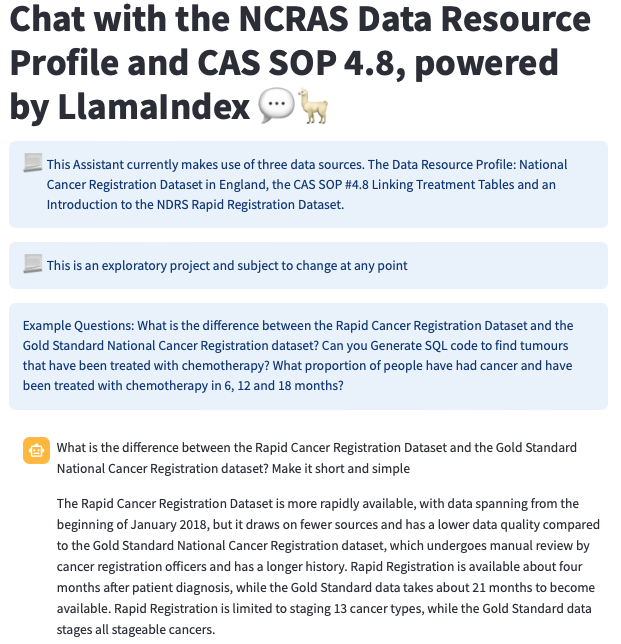 Chat with the NCRAS Data Resource
Profile and CAS SOP 4.8, powered
by LlamaIndex 💬🦙
This Assistant currently makes use of three data sources. The Data Resource Profile: National
Cancer Registration Dataset in England, the CAS SOP #4.8 Linking Treatment Tables and an
Introduction to the NDRS Rapid Registration Dataset.
This is an exploratory project and subject to change at any point
Example Questions: What is the difference between the Rapid Cancer Registration Dataset and the
Gold Standard National Cancer Registration dataset? Can you Generate SQL code to find tumours
that have been treated with chemotherapy? What proportion of people have had cancer and have
been treated with chemotherapy in 6, 12 and 18 months?
What is the difference between the Rapid Cancer Registration Dataset and the Gold Standard
National Cancer Registration dataset? Make it short and simple
The Rapid Cancer Registration Dataset is more rapidly available, with data spanning from the
beginning of January 2018, but it draws on fewer sources and has a lower data quality compared
to the Gold Standard National Cancer Registration dataset, which undergoes manual review by
cancer registration officers and has a longer history. Rapid Registration is available about four
months after patient diagnosis, while the Gold Standard data takes about 21 months to become
available. Rapid Registration is limited to staging 13 cancer types, while the Gold Standard data
stages all stageable cancers.